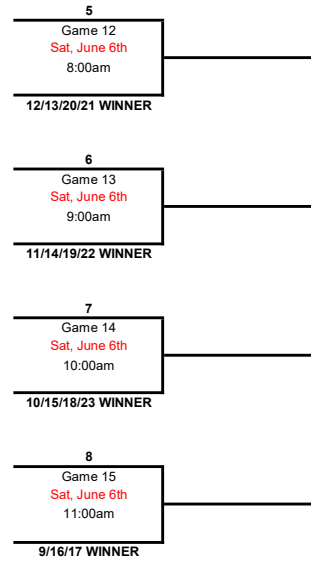 5
Game 12
Sat, June 6th
8:00am
12/13/20/21 WINNER
6
Game 13
Sat, June 6th
9:00am
11/14/19/22 WINNER
7
Game 14
Sat, June 6th
10:00am
10/15/18/23 WINNER
8
Game 15
Sat, June 6th
11:00am
9/16/17 WINNER